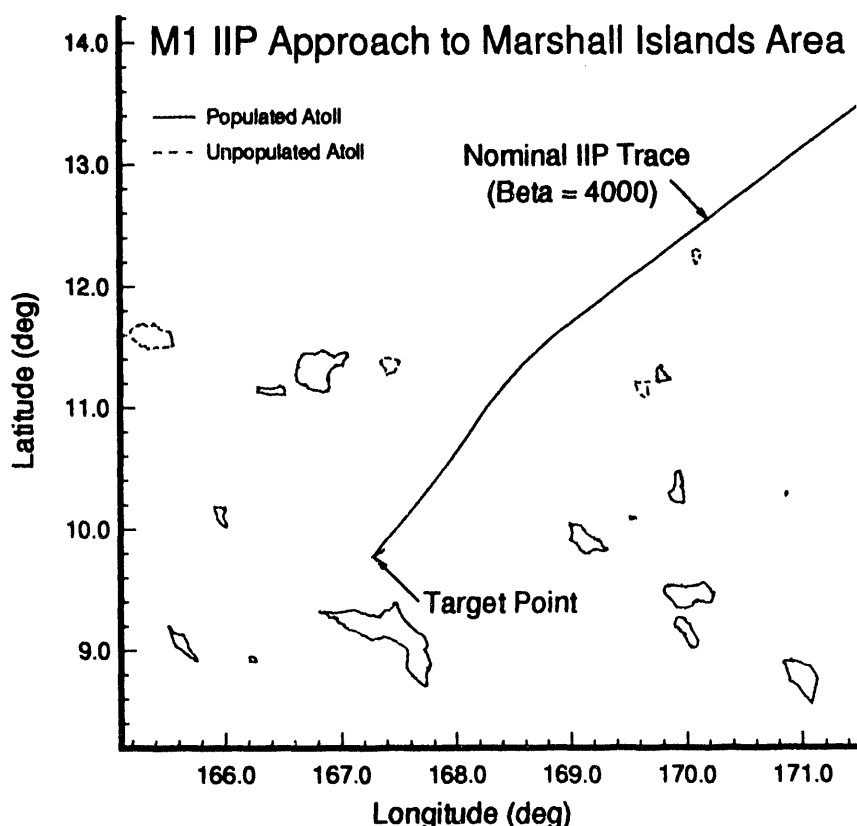 M1 IIP Approach to Marshall Islands Area
Populated Atoll
Unpopulated Atoll
Nominal IIP Trace
(Beta = 4000)
Target Point
14.0
13.0
12.0
11.0
10.0
9.0
Latitude (deg)
166.0 167.0 168.0 169.0 170.0 171.0
Longitude (deg)